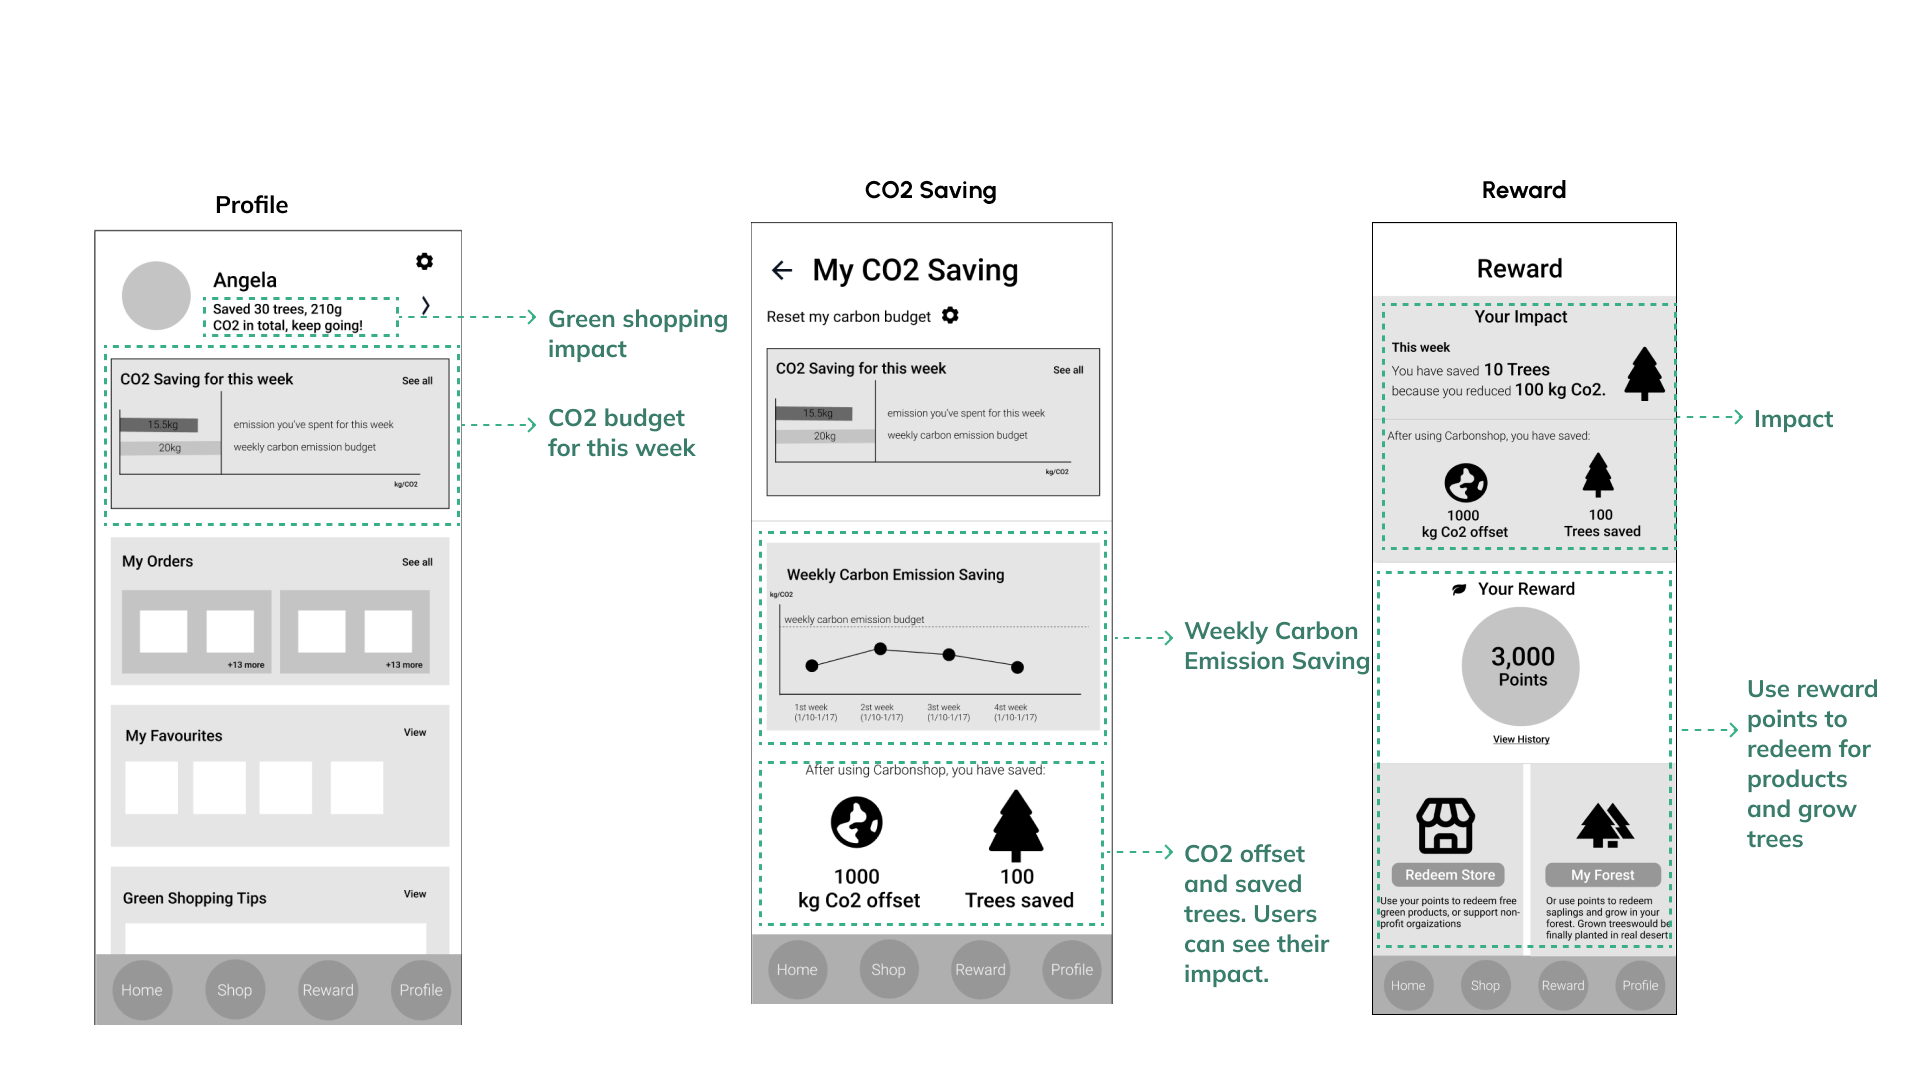 Profile
Angela
Saved 30 trees, 210g
CO2 in total, keep going!
CO2 Saving for this week
See all
15.5kg
emission you've spent for this week
20kg
weekly carbon emission budget
kg/CO2
My Orders
See all
+13 more
+13 more
My Favourites
View
Green Shopping Tips
View
Home
Shop
Reward
Profile
Green shopping
impact
CO2 budget
for this week
CO2 Saving
My CO2 Saving
Reset my carbon budget
CO2 Saving for this week
See all
15.5kg
emission you've spent for this week
20kg
weekly carbon emission budget
kg/CO2
Weekly Carbon Emission Saving
kg/CO2
weekly carbon emission budget
1st week
(1/10-1/17)
2st week
(1/10-1/17)
3st week
(1/10-1/17)
4st week
(1/10-1/17)
After using Carbonshop, you have saved:
1000
kg Co2 offset
100
Trees saved
Home
Shop
Reward
Profile
Weekly Carbon
Emission Saving
CO2 offset
and saved
trees. Users
can see their
impact.
Reward
Reward
Your Impact
This week
You have saved 10 Trees
because you reduced 100 kg Co2.
After using Carbonshop, you have saved:
1000
kg Co2 offset
100
Trees saved
Your Reward
3,000
Points
View History
Redeem Store
Use your points to redeem free
green products, or support non-
profit orgaizations
My Forest
Or use points to redeem
saplings and grow in your
forest. Grown treeswould be
finally planted in real desert
Home
Shop
Reward
Profile
Impact
Use reward
points to
redeem for
products
and grow
trees